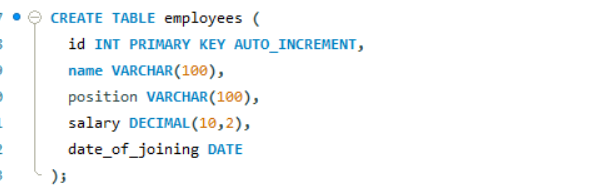 CREATE TABLE employees (
id INT PRIMARY KEY AUTO_INCREMENT,
name VARCHAR(100),
position VARCHAR(100),
salary DECIMAL(10,2),
date_of_joining DATE
);